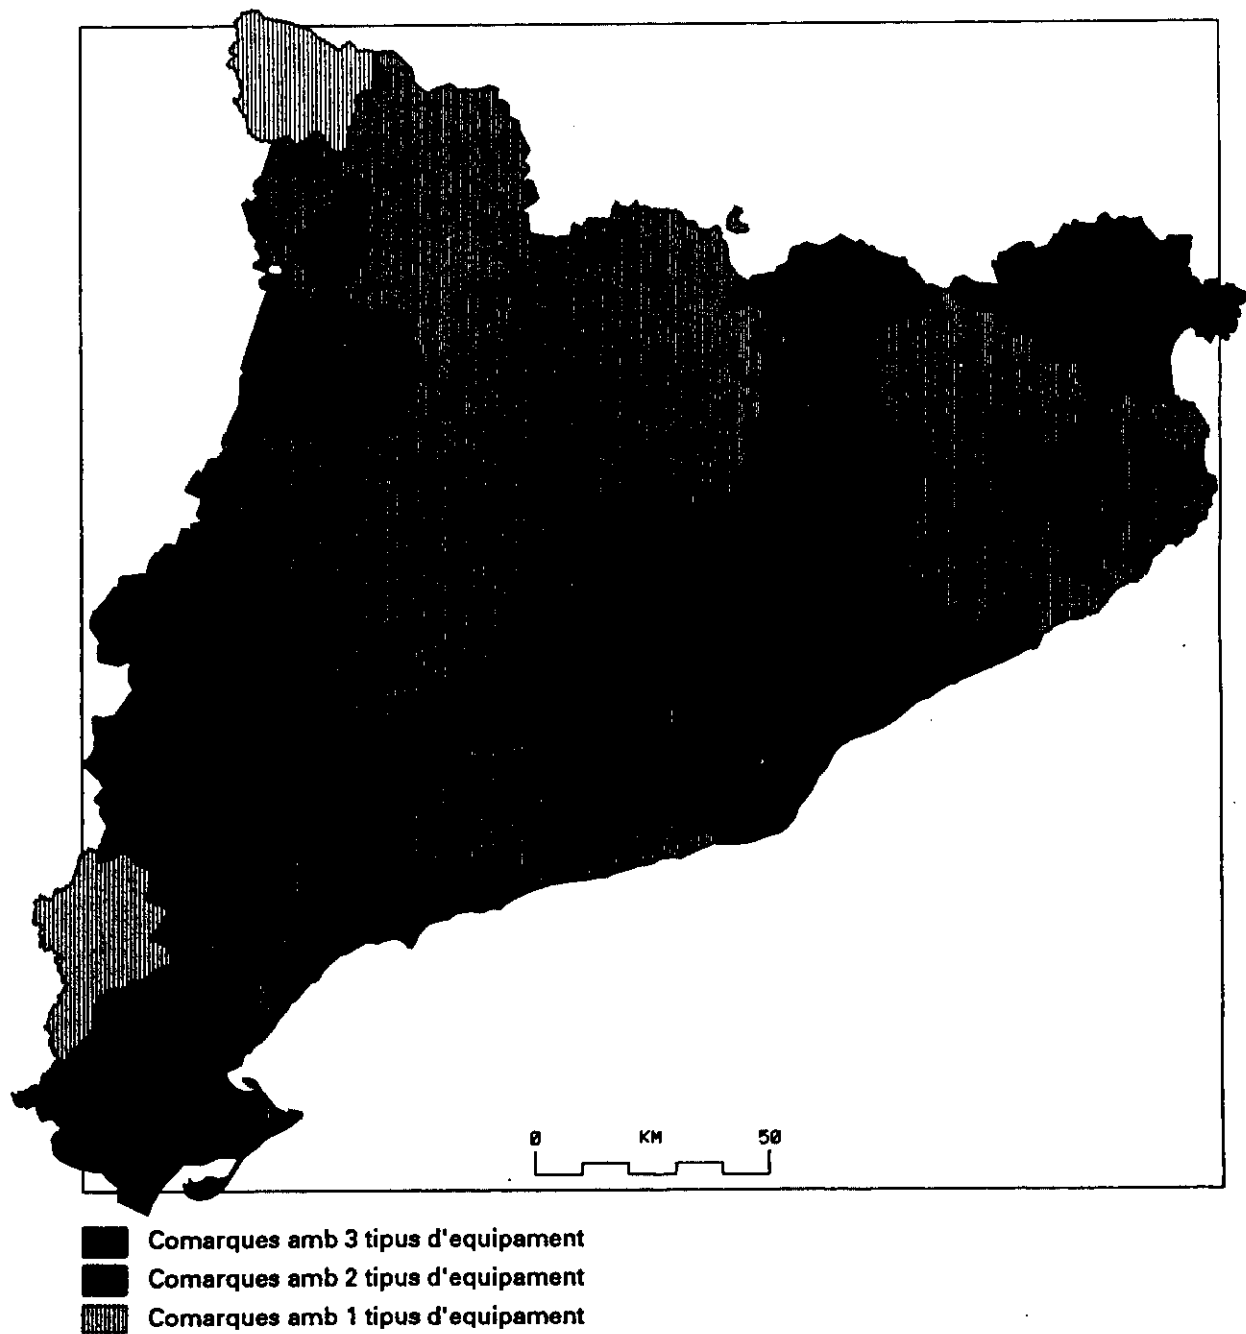 0 KM 50
Comarques amb 3 tipus d'equipament
Comarques amb 2 tipus d'equipament
Comarques amb 1 tipus d'equipament